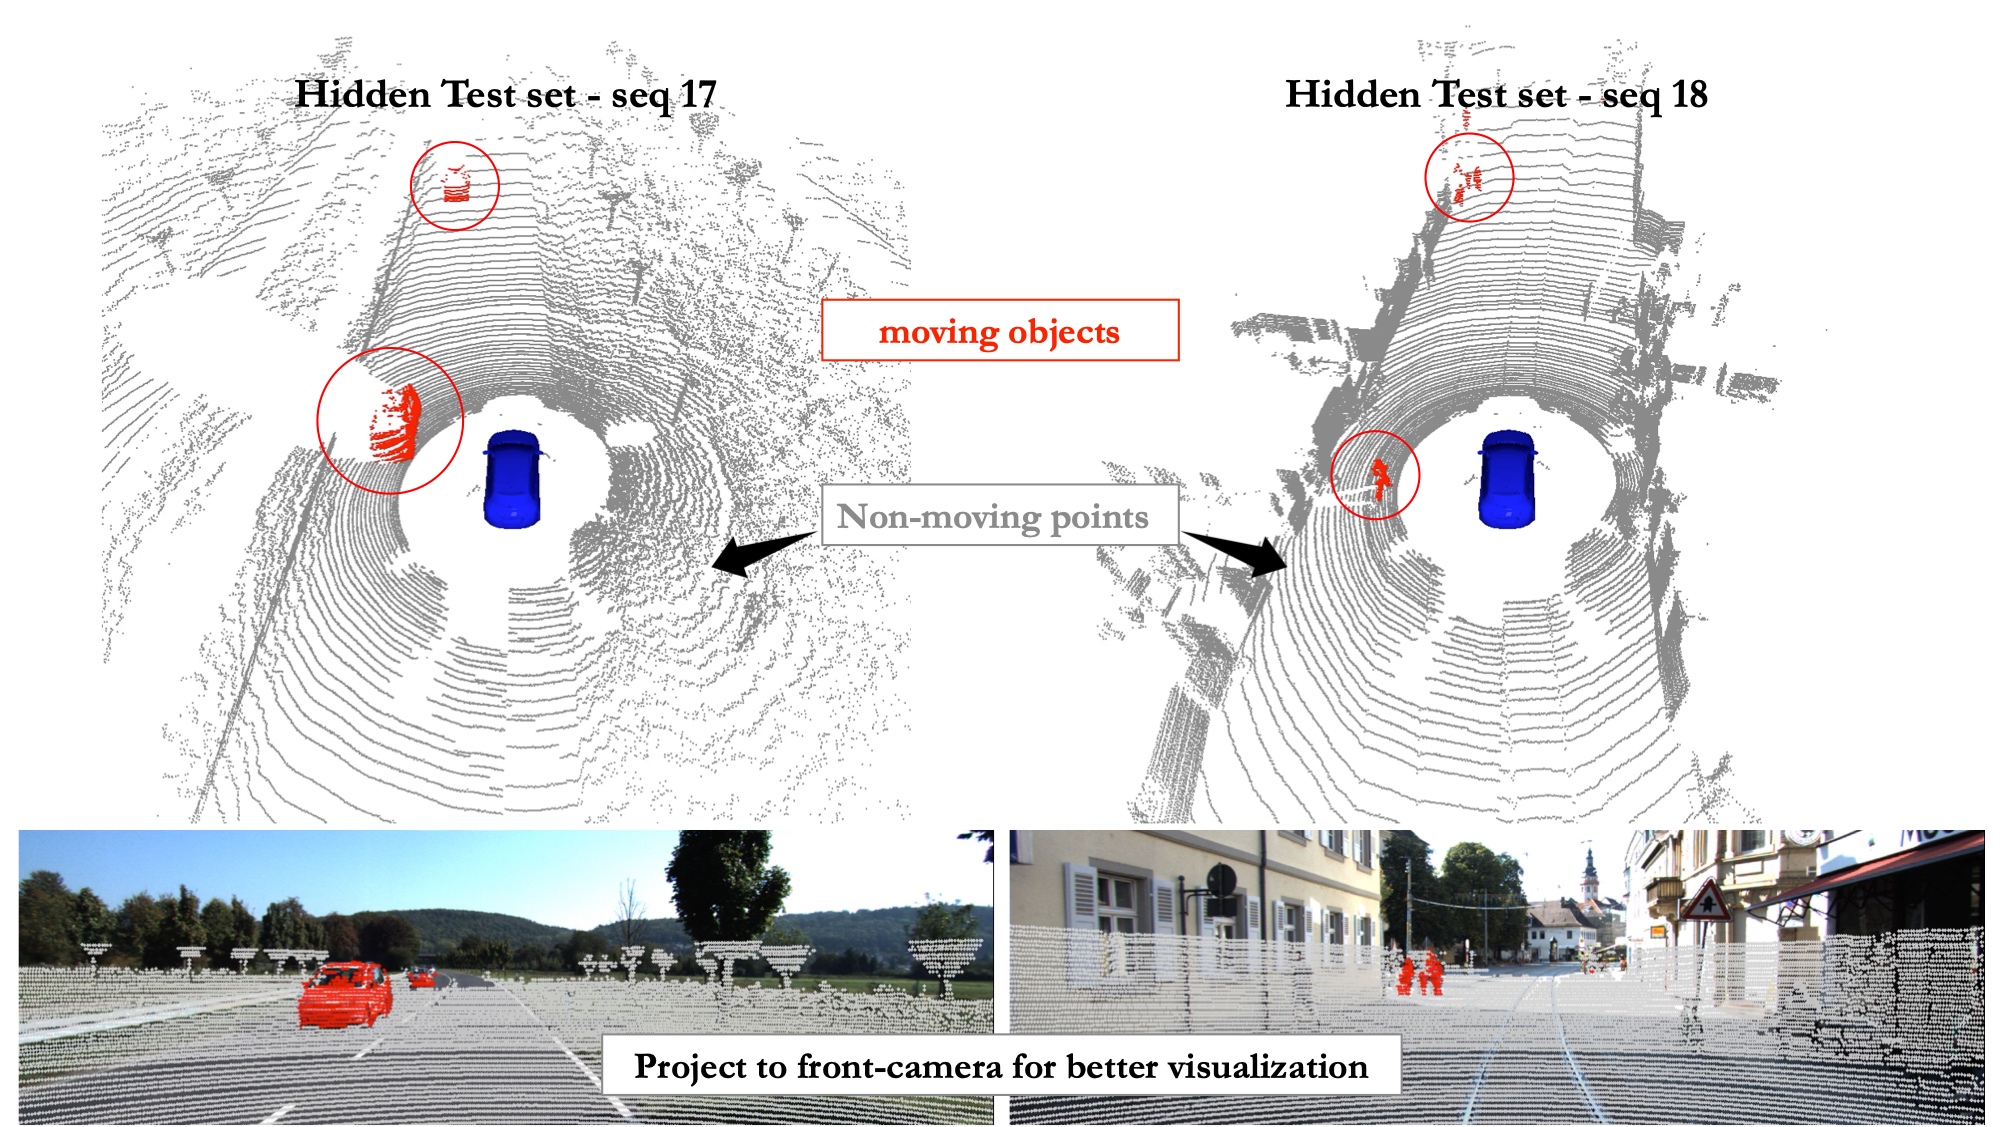 Hidden Test set - seq 17
Hidden Test set - seq 18
moving objects
Non-moving points
Project to front-camera for better visualization